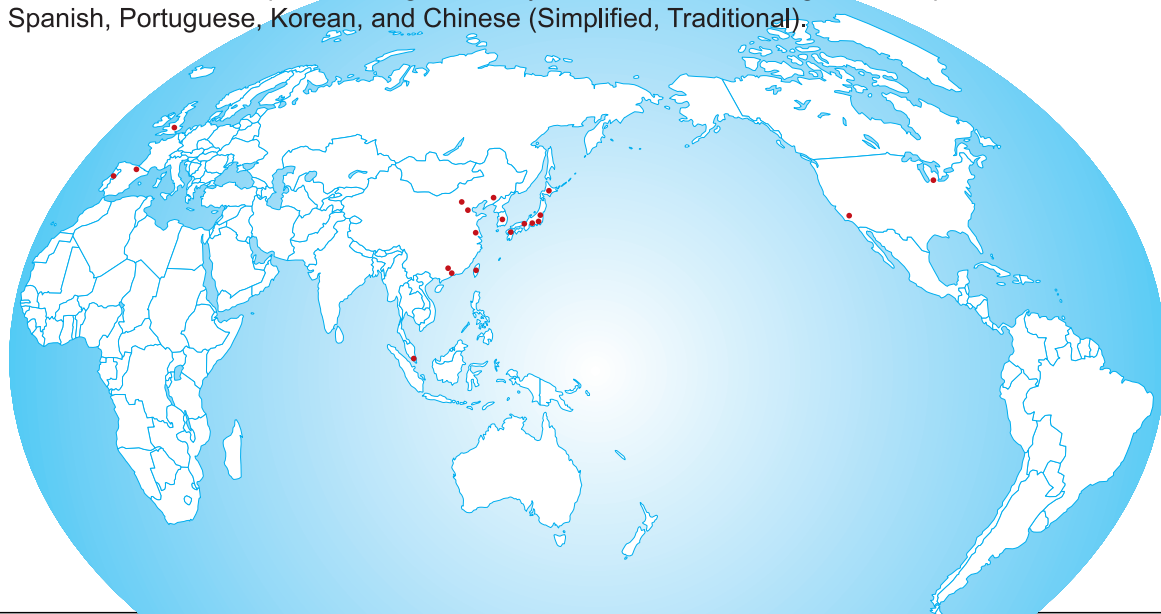 Spanish, Portuguese, Korean, and Chinese (Simplified, Traditional).